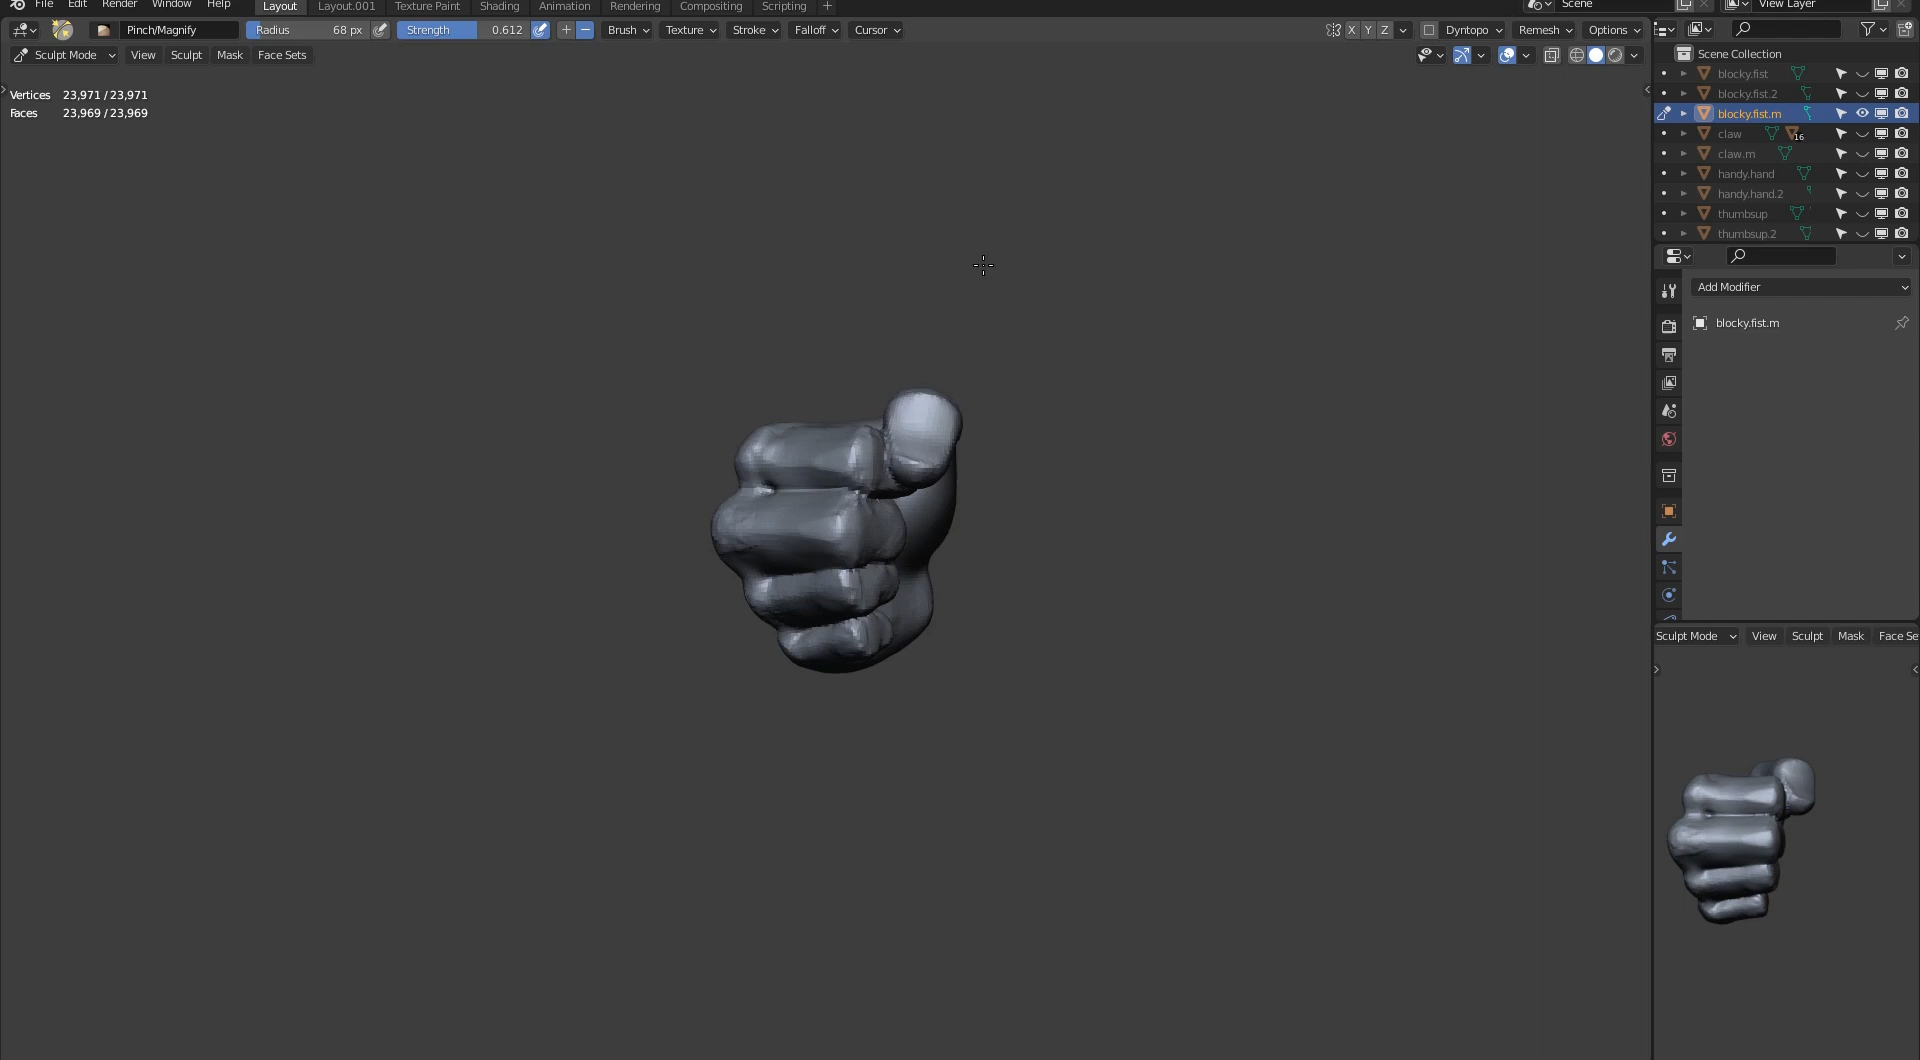 File Edit Render Window Help Layout Layout.001 Texture Paint Shading Animation Rendering Compositing Scripting + Scene View Layer
Pinch/Magnify Radius 68 px Strength 0.612 + − Brush Texture Stroke Falloff Cursor X Y Z Dyntopo Remesh Options
Sculpt Mode View Sculpt Mask Face Sets
Vertices 23,971 / 23,971
Faces 23,969 / 23,969
Scene Collection
blocky.fist
blocky.fist.2
blocky.fist.m
claw 16
claw.m
handy.hand
handy.hand.2
thumbsup
thumbsup.2
Add Modifier
blocky.fist.m
Sculpt Mode View Sculpt Mask Face Se